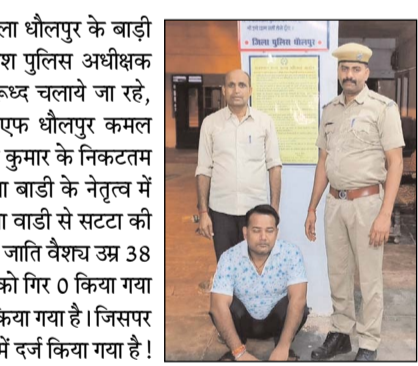 ला धौलपुर के बाड़ी
श पुलिस अधीक्षक
रूध्द चलाये जा रहे,
एफ धौलपुर कमल
कुमार के निकटतम
ा बाडी के नेतृत्व में
ा वाडी से सटटा की
जाति वैश्य उम्र 38
को गिर 0 किया गया
किया गया है। जिसपर
में दर्ज किया गया है !
जिला पुलिस धौलपुर